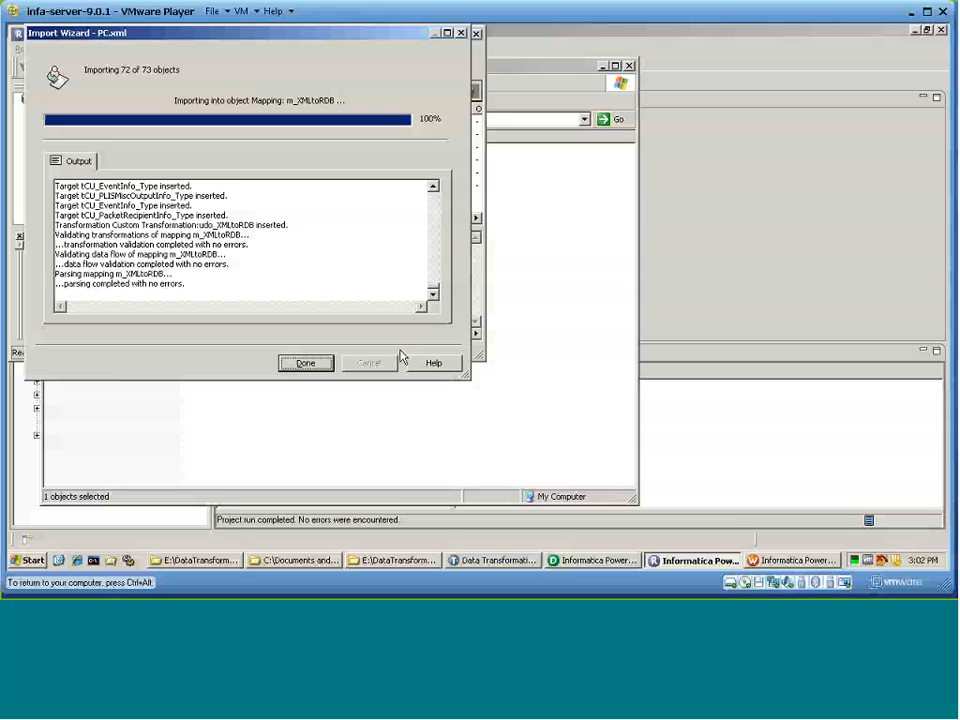 infa-server-9.0.1 - VMware Player File VM Help
Import Wizard - PC.xml
Importing 72 of 73 objects
Importing into object Mapping: m_XMLtoRDB ...
100%
Go
Output
Target tCU_EventInfo_Type inserted.
Target tCU_PLISMiscOutputInfo_Type inserted.
Target tCU_EventInfo_Type inserted.
Target tCU_PacketRecipientInfo_Type inserted.
Transformation Custom Transformation:udo_XMLtoRDB inserted.
Validating transformations of mapping m_XMLtoRDB...
...transformation validation completed with no errors.
Validating data flow of mapping m_XMLtoRDB...
...data flow validation completed with no errors.
Parsing mapping m_XMLtoRDB...
...parsing completed with no errors.
Done
Cancel
Help
1 objects selected
My Computer
Project run completed. No errors were encountered.
Start E:\DataTransform... C:\Documents and... E:\DataTransform... Data Transformati... Informatica Power... Informatica Pow... Informatica Power... 3:02 PM
To return to your computer, press Ctrl+Alt.
vmware